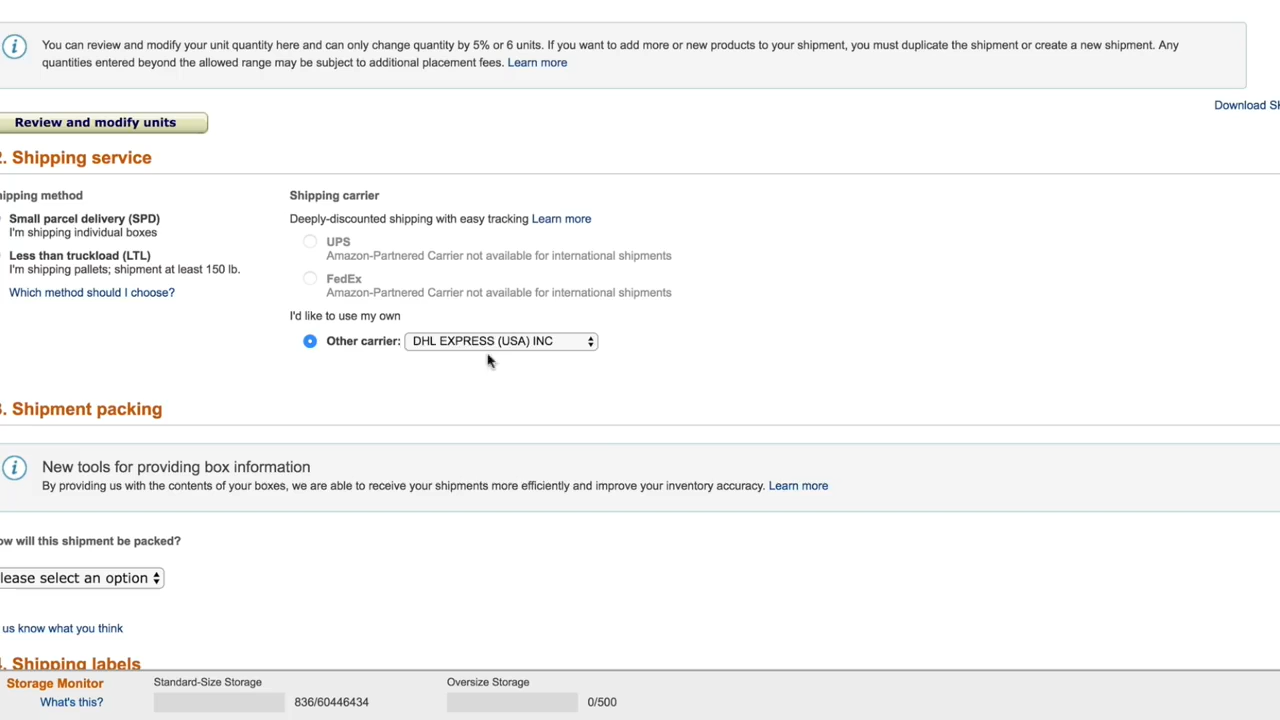 You can review and modify your unit quantity here and can only change quantity by 5% or 6 units. If you want to add more or new products to your shipment, you must duplicate the shipment or create a new shipment. Any
quantities entered beyond the allowed range may be subject to additional placement fees. Learn more
Download SK
Review and modify units
2. Shipping service
hipping method
Shipping carrier
Small parcel delivery (SPD)
I'm shipping individual boxes
Deeply-discounted shipping with easy tracking Learn more
UPS
Amazon-Partnered Carrier not available for international shipments
Less than truckload (LTL)
I'm shipping pallets; shipment at least 150 lb.
FedEx
Amazon-Partnered Carrier not available for international shipments
Which method should I choose?
I'd like to use my own
Other carrier: DHL EXPRESS (USA) INC
3. Shipment packing
New tools for providing box information
By providing us with the contents of your boxes, we are able to receive your shipments more efficiently and improve your inventory accuracy. Learn more
ow will this shipment be packed?
lease select an option
us know what you think
4. Shipping labels
Storage Monitor
What's this?
Standard-Size Storage
836/60446434
Oversize Storage
0/500